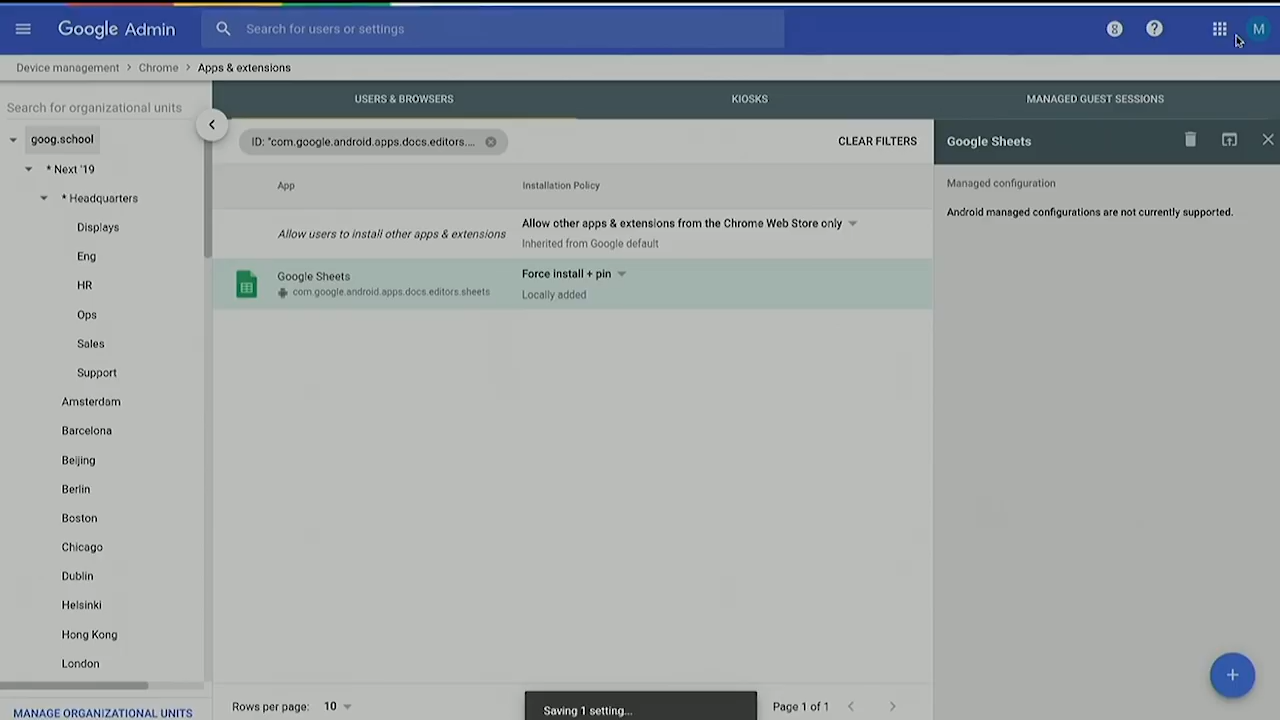 Google Admin
Search for users or settings
8
?
M
Device management > Chrome > Apps & extensions
Search for organizational units
goog.school
* Next '19
* Headquarters
Displays
Eng
HR
Ops
Sales
Support
Amsterdam
Barcelona
Beijing
Berlin
Boston
Chicago
Dublin
Helsinki
Hong Kong
London
MANAGE ORGANIZATIONAL UNITS
USERS & BROWSERS
KIOSKS
MANAGED GUEST SESSIONS
ID: "com.google.android.apps.docs.editors....
CLEAR FILTERS
App
Installation Policy
Allow users to install other apps & extensions
Allow other apps & extensions from the Chrome Web Store only
Inherited from Google default
Google Sheets
com.google.android.apps.docs.editors.sheets
Force install + pin
Locally added
Rows per page: 10
Saving 1 setting...
Page 1 of 1
Google Sheets
Managed configuration
Android managed configurations are not currently supported.